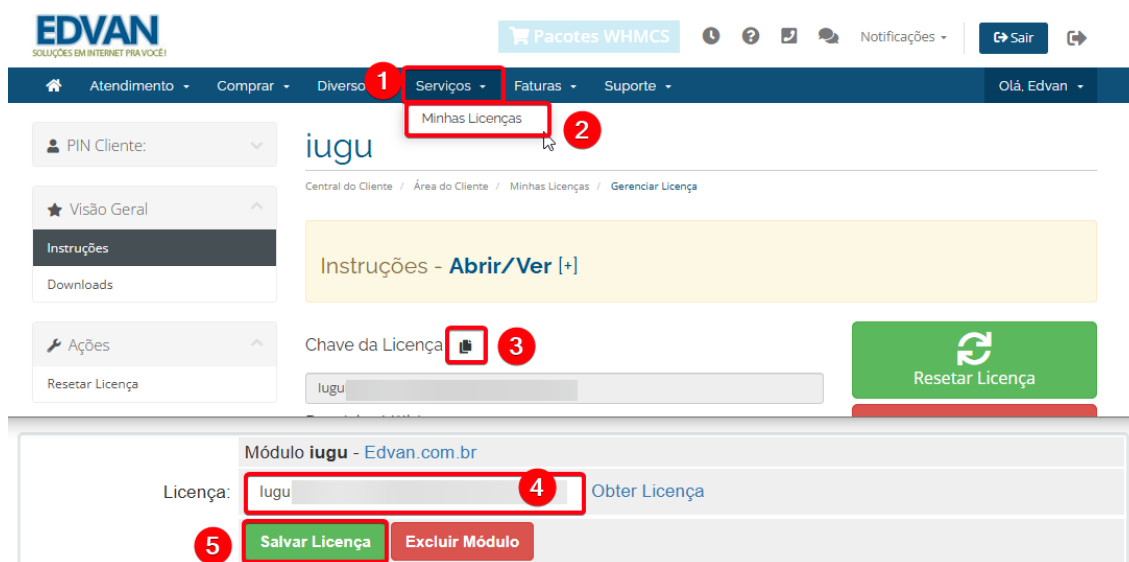 EDVAN
SOLUÇÕES EM INTERNET PRA VOCÊ!
Pacotes WHMCS
Notificações
Sair
Atendimento
Comprar
Diverso
1
Serviços
Faturas
Suporte
Olá, Edvan
Minhas Licenças
2
PIN Cliente:
iugu
Central do Cliente / Área do Cliente / Minhas Licenças / Gerenciar Licença
Visão Geral
Instruções
Downloads
Instruções - Abrir/Ver [+]
Ações
Resetar Licença
Chave da Licença
3
Iugu
Resetar Licença
Módulo iugu - Edvan.com.br
Licença:
Iugu
4
Obter Licença
5
Salvar Licença
Excluir Módulo